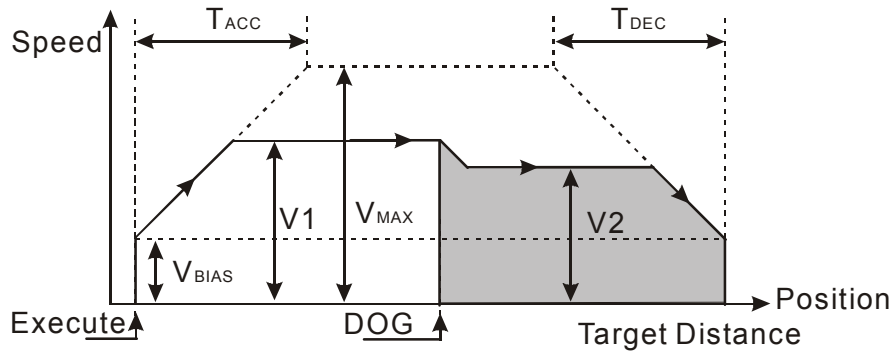 TACC
TDEC
Speed
V1
VMAX
V2
VBIAS
Position
Execute
DOG
Target Distance